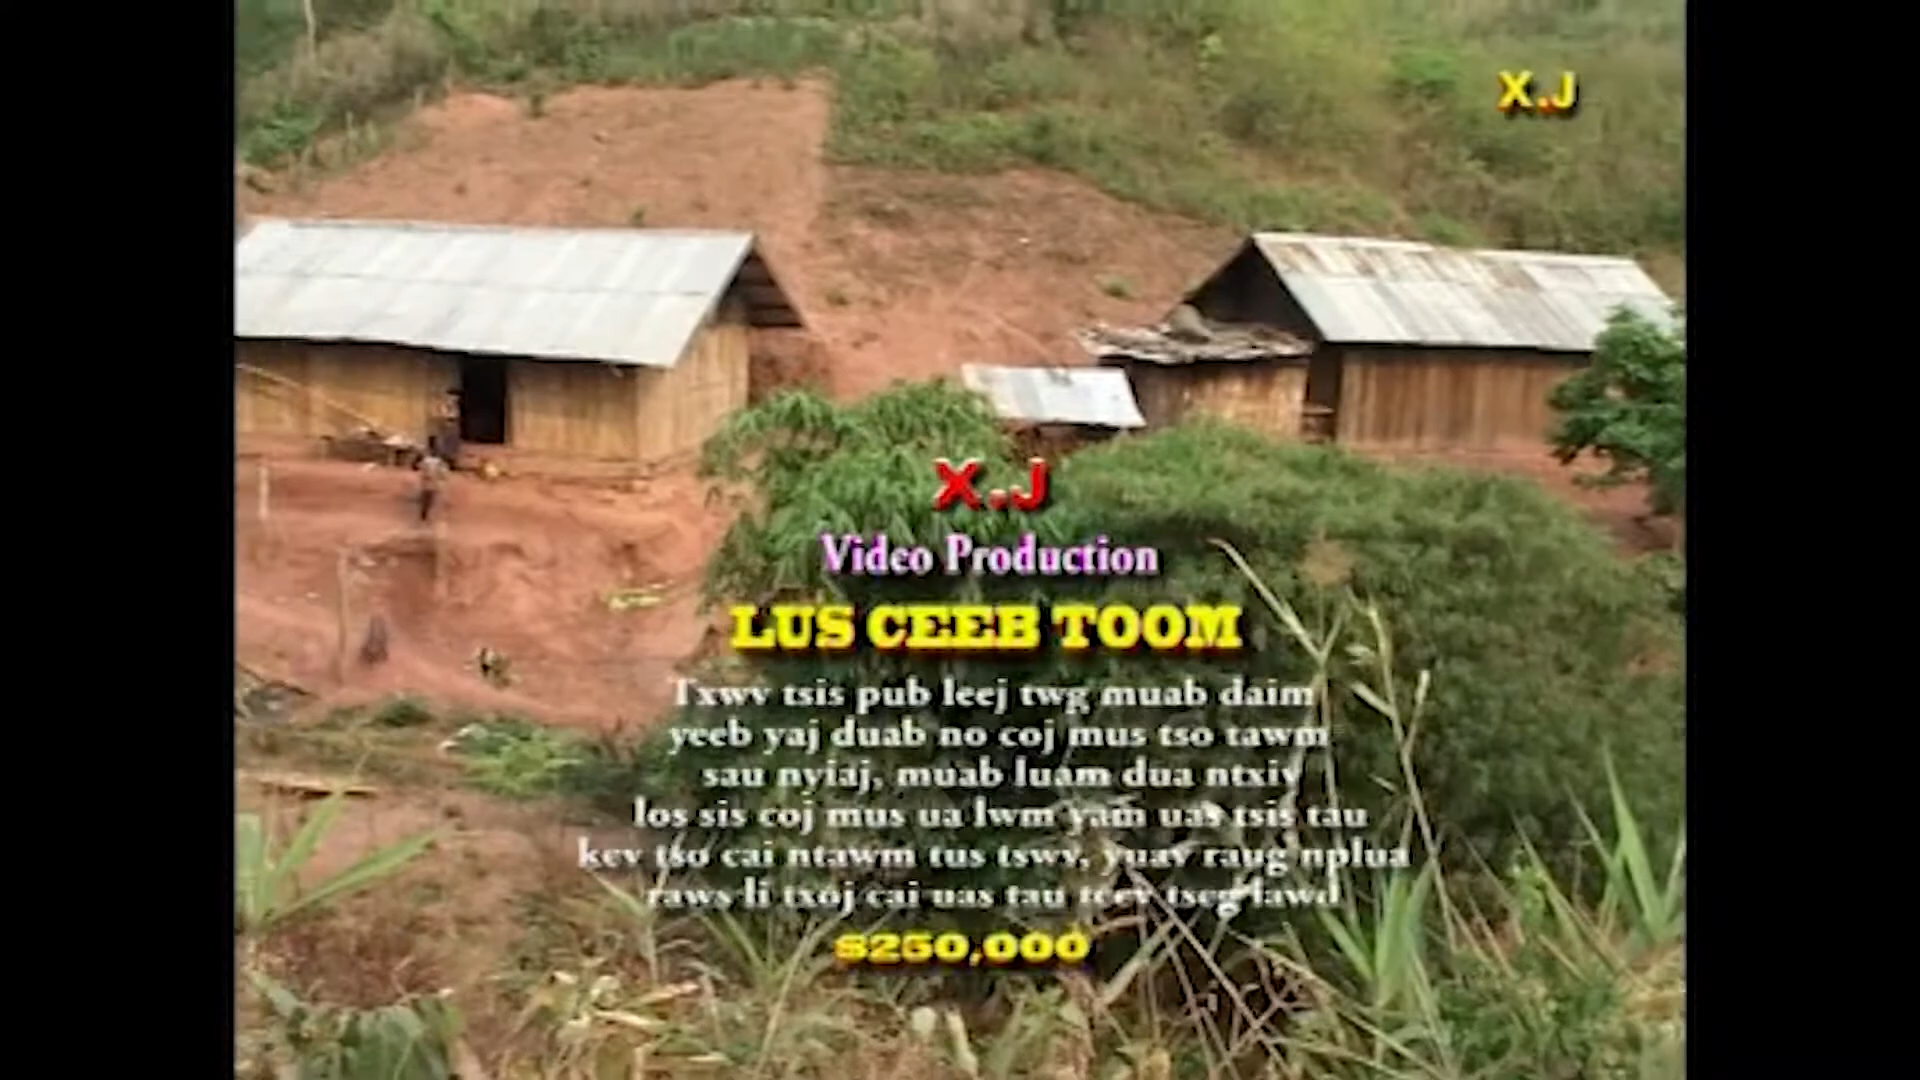 X.J
X.J
Video Production
LUS CEEB TOOM
Txwv tsis pub leej twg muab daim
yeeb yaj duab no coj mus tso tawm
sau nyiaj, muab luam dua ntxiv
los sis coj mus ua lwm yam uas tsis tau
kev tso cai ntawm tus tswv, yuav raug nplua
raws li txoj cai uas tau teev tseg lawd
$250,000